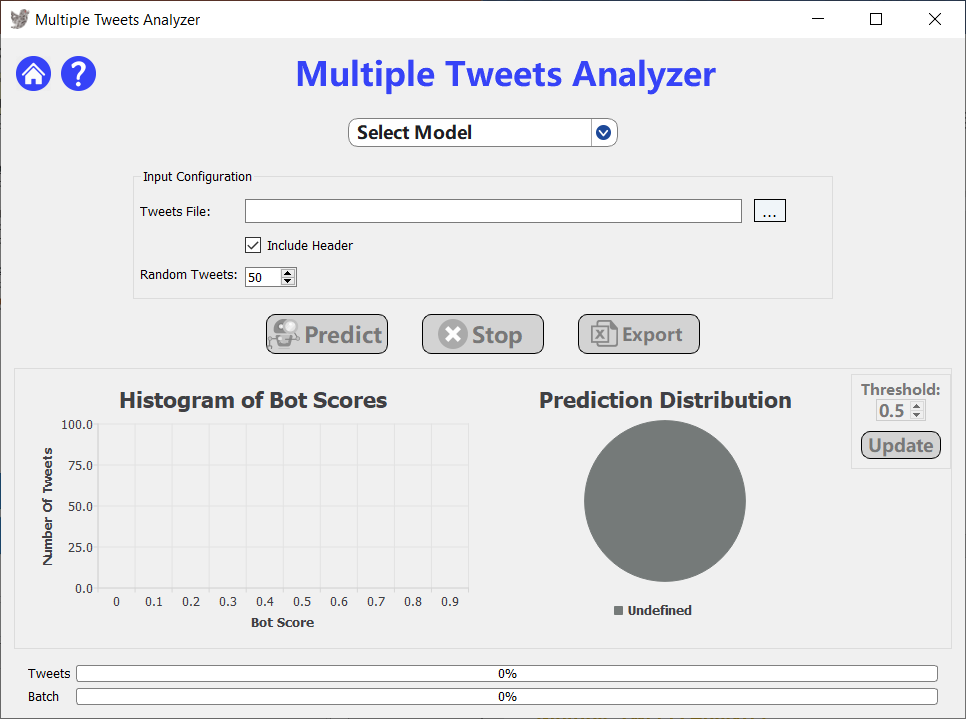 Multiple Tweets Analyzer
?
Multiple Tweets Analyzer
Select Model
Input Configuration
Tweets File:
...
Include Header
Random Tweets: 50
Predict
Stop
X
Export
Histogram of Bot Scores
Number Of Tweets
100.0
75.0
50.0
25.0
0.0
0 0.1 0.2 0.3 0.4 0.5 0.6 0.7 0.8 0.9
Bot Score
Prediction Distribution
Undefined
Threshold:
0.5
Update
Tweets 0%
Batch 0%